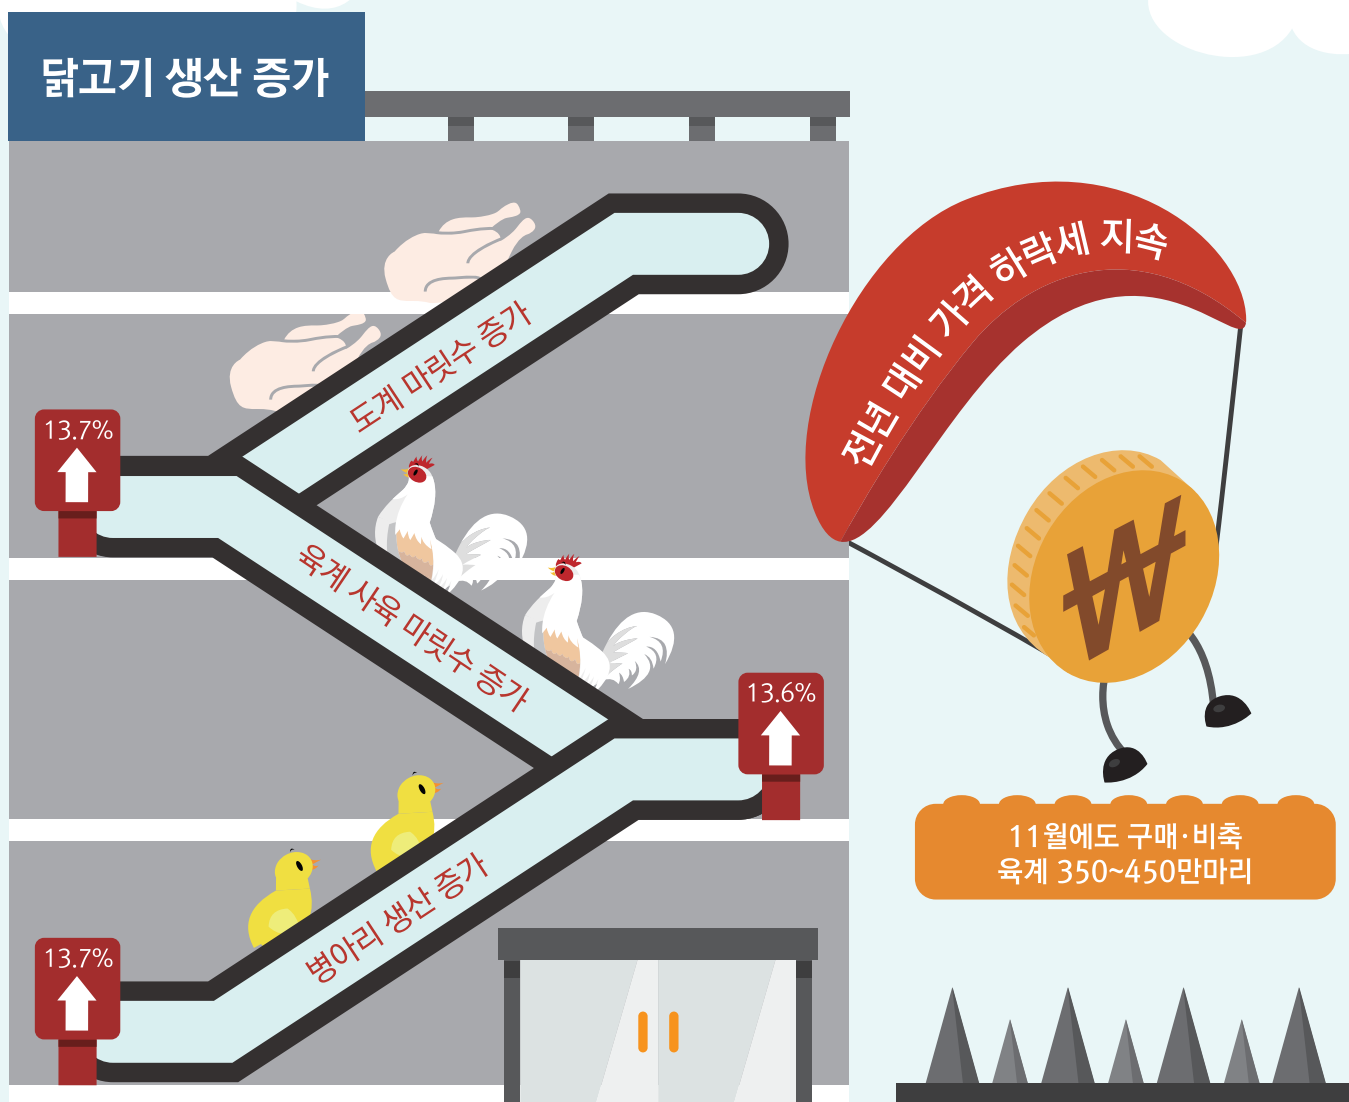 닭고기 생산 증가
전년 대비 가격 하락세 지속
도계 마릿수 증가
13.7%
육계 사육 마릿수 증가
13.6%
병아리 생산 증가
13.7%
₩
11월에도 구매·비축
육계 350~450만마리